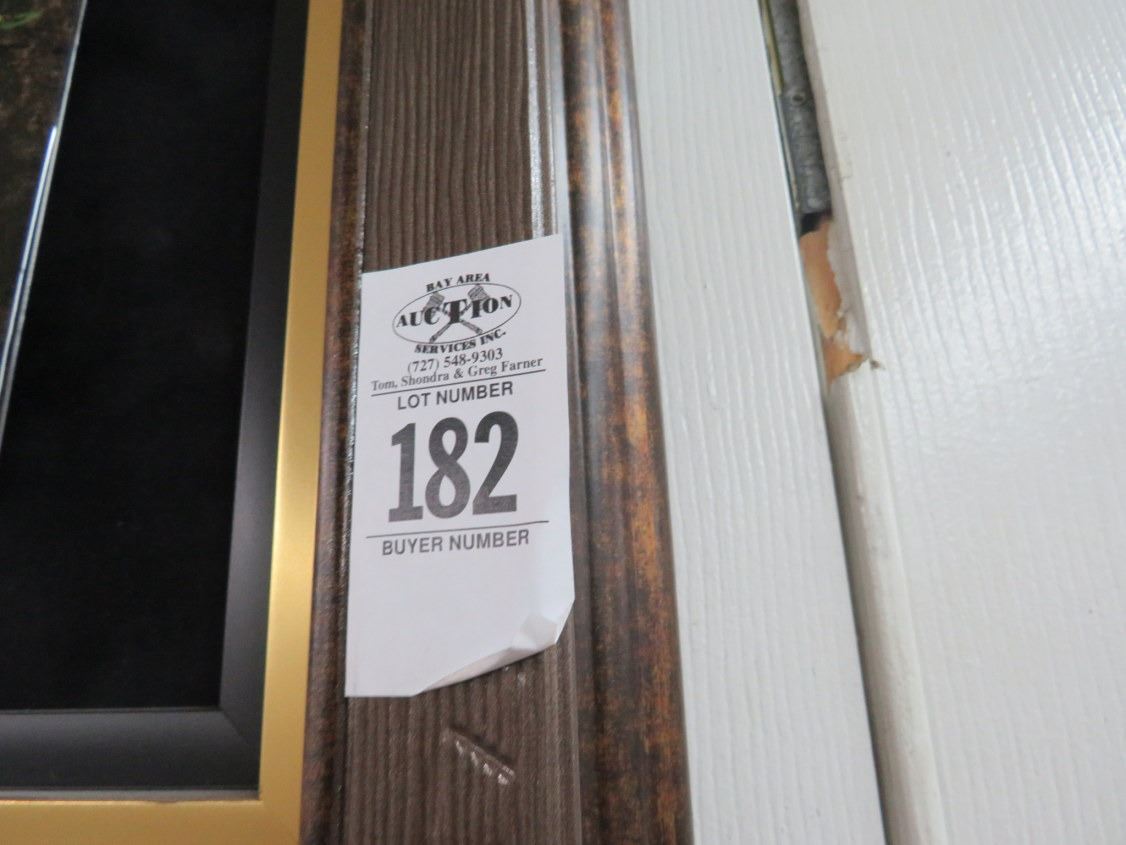 BAY AREA
AUCTION
SERVICES INC.
(727) 548-9303
Tom, Shondra & Greg Farner
LOT NUMBER
182
BUYER NUMBER